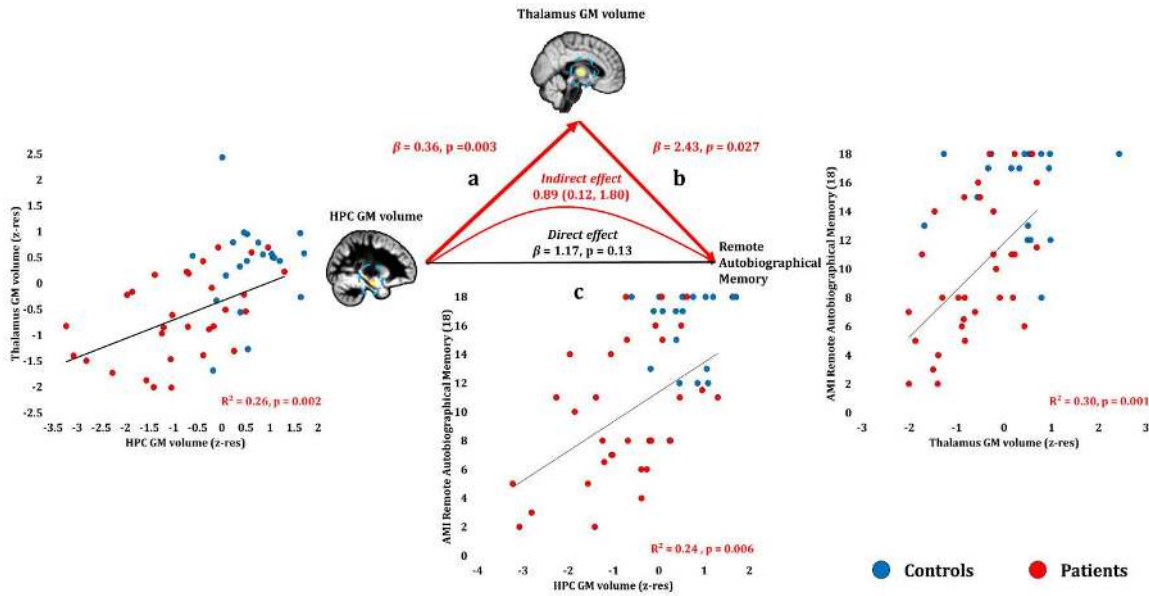 Thalamus GM volume
β = 0.36, p =0.003
β = 2.43, p = 0.027
a
b
Indirect effect
0.89 (0.12, 1.80)
HPC GM volume
Direct effect
β = 1.17, p = 0.13
Remote
Autobiographical
Memory
c
Thalamus GM volume (z-res)
2.5
2
1.5
1
0.5
0
-0.5
-1
-1.5
-2
-2.5
R² = 0.26, p = 0.002
-3.5 -3 -2.5 -2 -1.5 -1 -0.5 0 0.5 1 1.5 2
HPC GM volume (z-res)
AMI Remote Autobiographical Memory (18)
18
16
14
12
10
8
6
4
2
0
R² = 0.24 , p = 0.006
-4 -3 -2 -1 0 1 2
HPC GM volume (z-res)
AMI Remote Autobiographical Memory (18)
18
16
14
12
10
8
6
4
2
0
R² = 0.30, p = 0.001
-3 -2 -1 0 1 2 3
Thalamus GM volume (z-res)
Controls
Patients